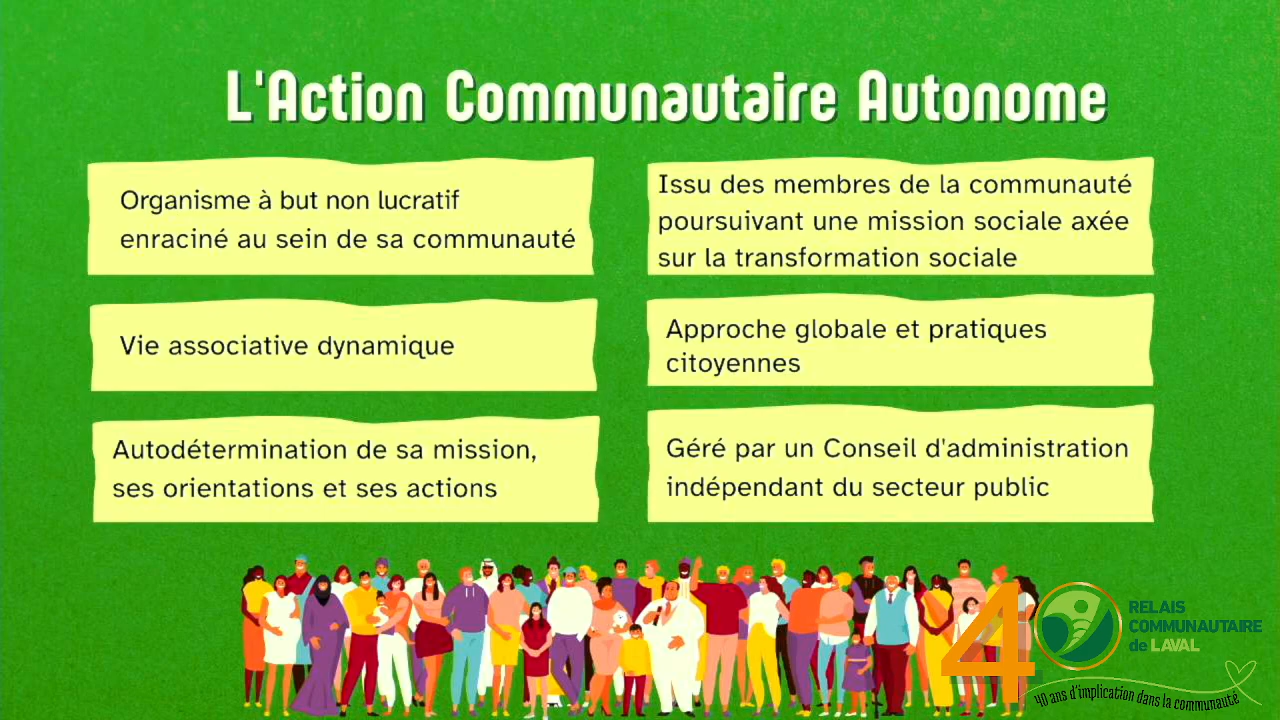 L'Action Communautaire Autonome
Organisme à but non lucratif
enraciné au sein de sa communauté
Issu des membres de la communauté
poursuivant une mission sociale axée
sur la transformation sociale
Vie associative dynamique
Approche globale et pratiques
citoyennes
Autodétermination de sa mission,
ses orientations et ses actions
Géré par un Conseil d'administration
indépendant du secteur public
40
RELAIS
COMMUNAUTAIRE
de LAVAL
40 ans d'implication dans la communauté